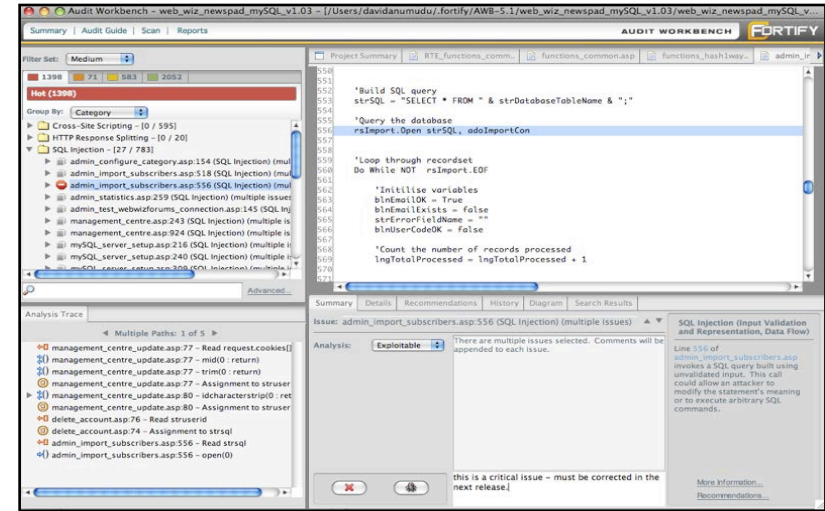 Audit Workbench - web_wiz_newspad_mySQL_v1.03 - [/Users/davidanumudu/fortify/AWB-5.1/web_wiz_newspad_mySQL_v1.03/web_wiz_newspad_mySQL_v...
Summary | Audit Guide | Scan | Reports
AUDIT WORKBENCH FORTIFY
Filter Set: Medium
1398 71 583 2052
Hot (1398)
Group By: Category
Cross-Site Scripting - [0 / 595]
HTTP Response Splitting - [0 / 20]
SQL Injection - [27 / 783]
admin_configure_category.asp:154 (SQL Injection) (mul
admin_import_subscribers.asp:518 (SQL Injection) (mul
admin_import_subscribers.asp:556 (SQL Injection) (mul
admin_statistics.asp:259 (SQL Injection) (multiple issues
admin_test_webwizforums_connection.asp:145 (SQL Inj
management_centre.asp:243 (SQL Injection) (multiple is
management_centre.asp:924 (SQL Injection) (multiple is
mySQL_server_setup.asp:216 (SQL Injection) (multiple i
mySQL_server_setup.asp:240 (SQL Injection) (multiple i
mySQL_server_setup.asp:309 (SQL Injection) (multiple i
Advanced...
Project Summary RTE_functions_comm.. functions_common.asp functions_hash1way.. admin_ir
550
551
552 'Build SQL query
553 strSQL = "SELECT * FROM " & strDatabaseTableName & ";"
554
555 'Query the database
556 rsImport.Open strSQL, adoImportCon
557
558
559 'Loop through recordset
560 Do While NOT rsImport.EOF
561
562 'Initilise variables
563 blnEmailOK = True
564 blnEmailExists = false
565 strErrorFieldName = ""
566 blnUserCodeOK = false
567
568 'Count the number of records processed
569 lngTotalProcessed = lngTotalProcessed + 1
570
571
Analysis Trace
Multiple Paths: 1 of 5
management_centre_update.asp:77 - Read request.cookies[]
management_centre_update.asp:77 - mid(0 : return)
management_centre_update.asp:77 - trim(0 : return)
management_centre_update.asp:77 - Assignment to struser
management_centre_update.asp:80 - idcharacterstrip(0 : ret
management_centre_update.asp:80 - Assignment to struser
delete_account.asp:76 - Read struserid
delete_account.asp:74 - Assignment to strsql
admin_import_subscribers.asp:556 - Read strsql
admin_import_subscribers.asp:556 - open(0)
Summary Details Recommendations History Diagram Search Results
Issue: admin_import_subscribers.asp:556 (SQL Injection) (multiple issues)
Analysis: Exploitable
There are multiple issues selected. Comments will be
appended to each issue.
this is a critical issue - must be corrected in the
next release.
SQL Injection (Input Validation
and Representation, Data Flow)
Line 556 of
admin_import_subscribers.asp
invokes a SQL query built using
unvalidated input. This call
could allow an attacker to
modify the statement's meaning
or to execute arbitrary SQL
commands.
More Information...
Recommendations...